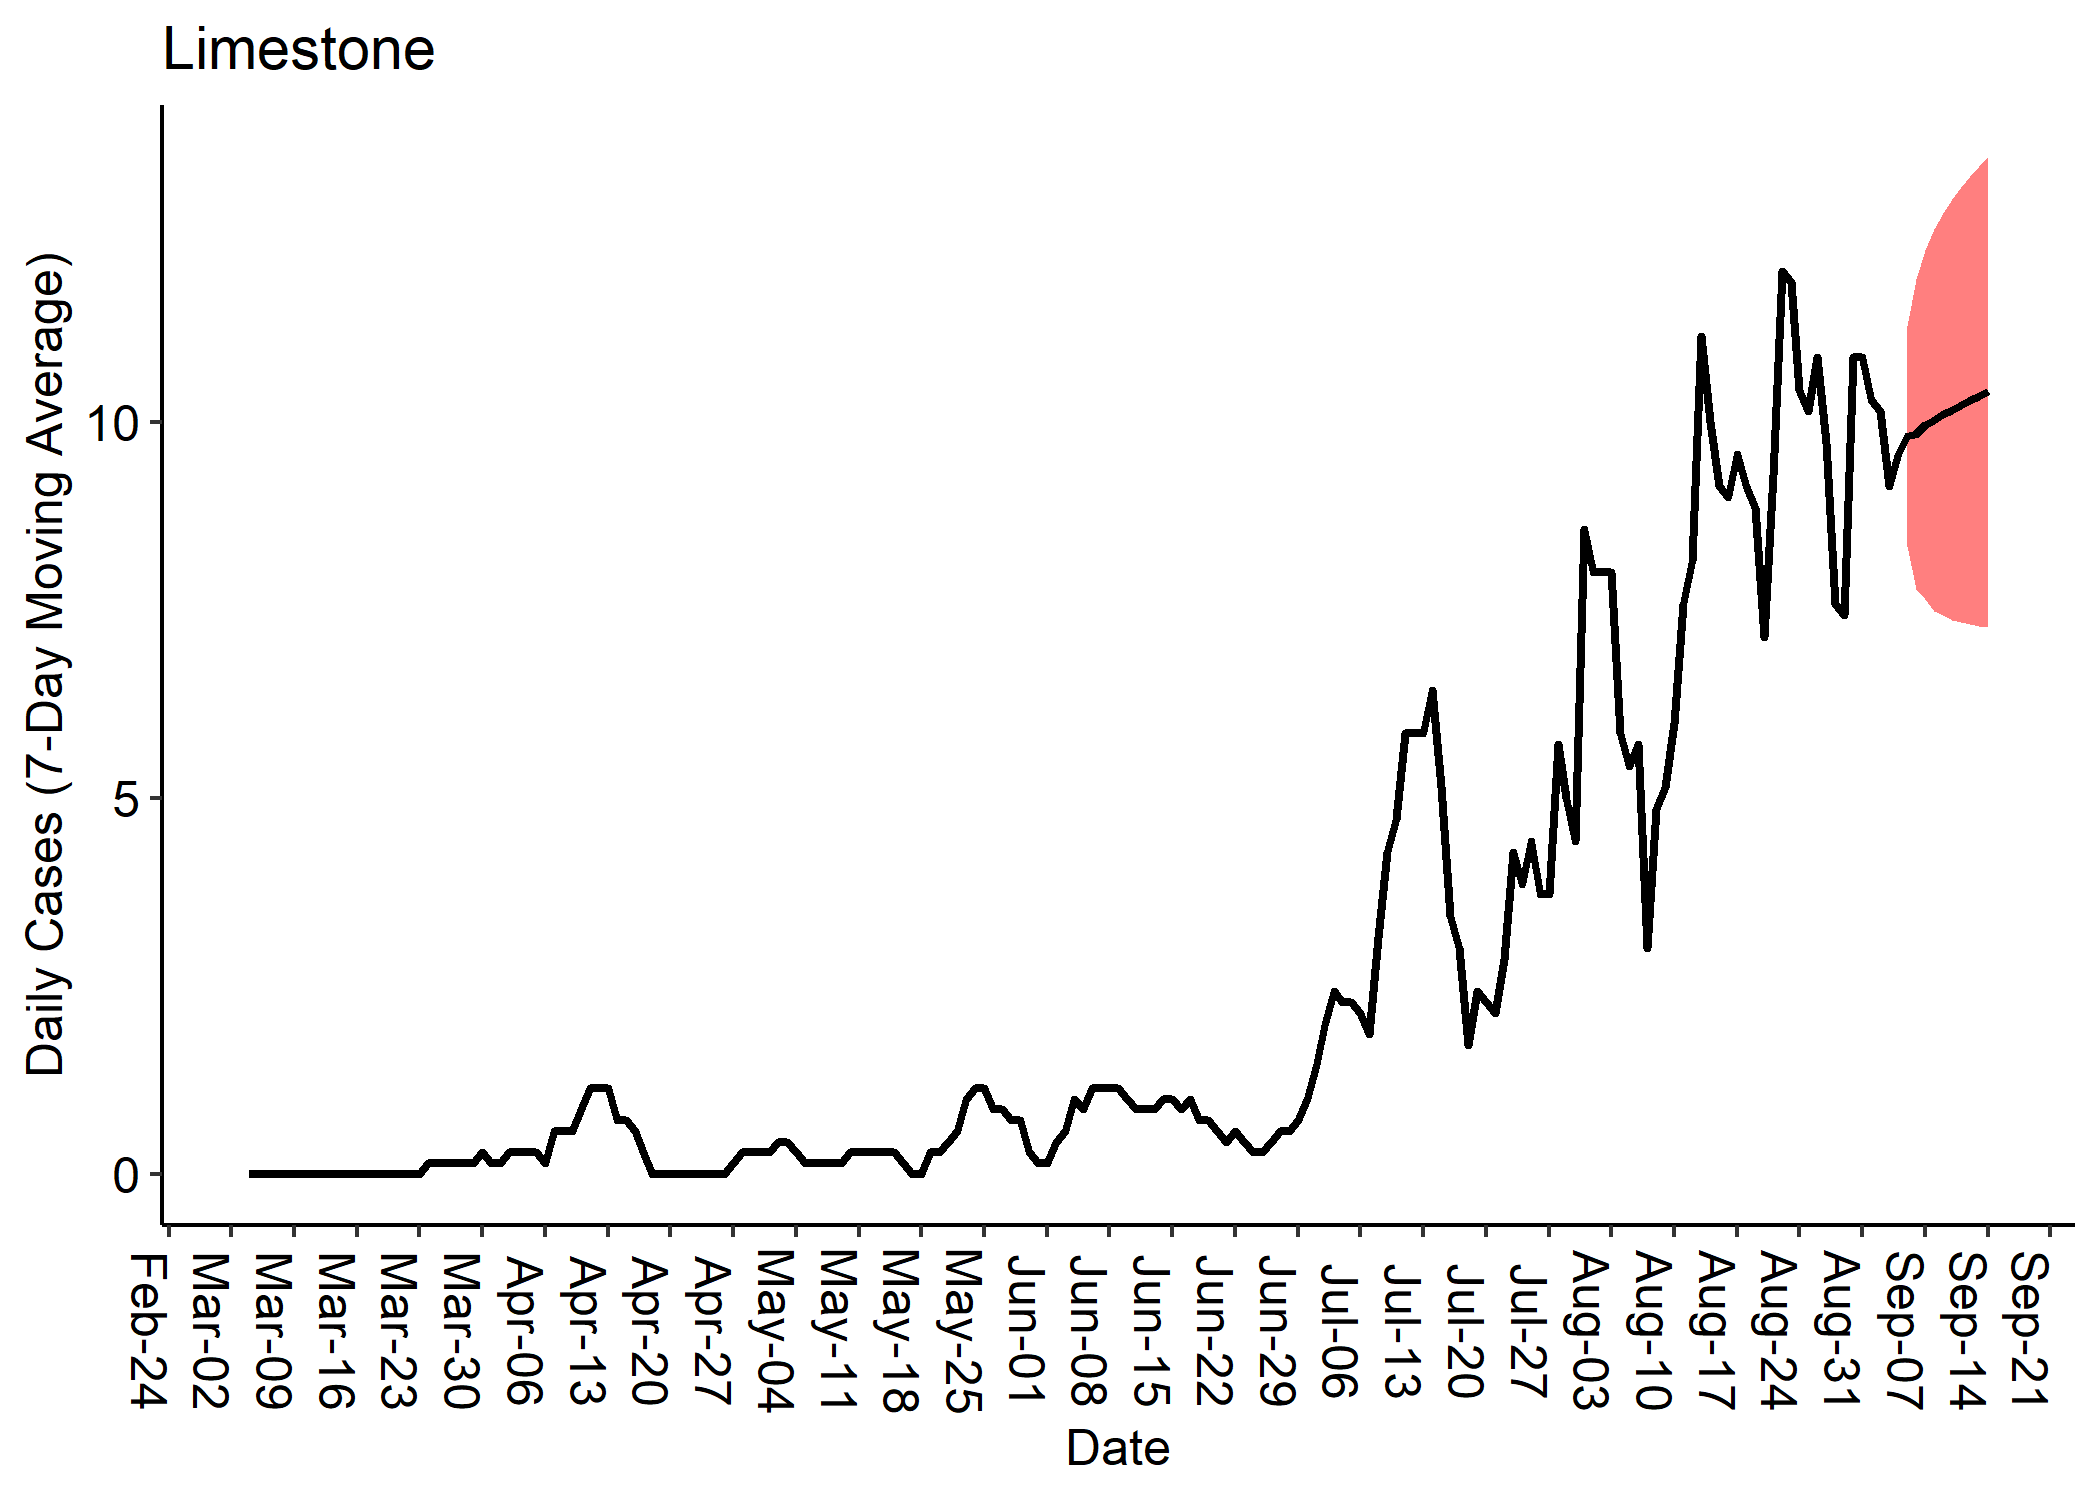 Limestone
Daily Cases (7-Day Moving Average)
10
5
0
Feb-24
Mar-02
Mar-09
Mar-16
Mar-23
Mar-30
Apr-06
Apr-13
Apr-20
Apr-27
May-04
May-11
May-18
May-25
Jun-01
Jun-08
Jun-15
Jun-22
Jun-29
Jul-06
Jul-13
Jul-20
Jul-27
Aug-03
Aug-10
Aug-17
Aug-24
Aug-31
Sep-07
Sep-14
Sep-21
Date